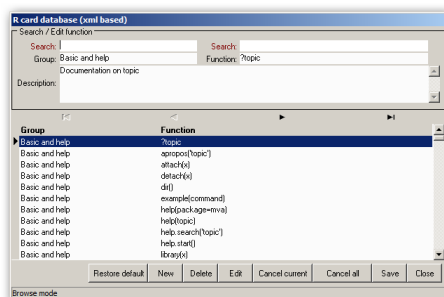 R card database (xml based)
Search / Edit function
Search: Search:
Group: Basic and help Function: ?topic
Description: Documentation on topic
Group Function
Basic and help ?topic
Basic and help apropos('topic')
Basic and help attach(x)
Basic and help detach(x)
Basic and help dir()
Basic and help example(command)
Basic and help help(package=mva)
Basic and help help(topic)
Basic and help help.search('topic')
Basic and help help.start()
Basic and help library(x)
Restore default New Delete Edit Cancel current Cancel all Save Close
Browse mode